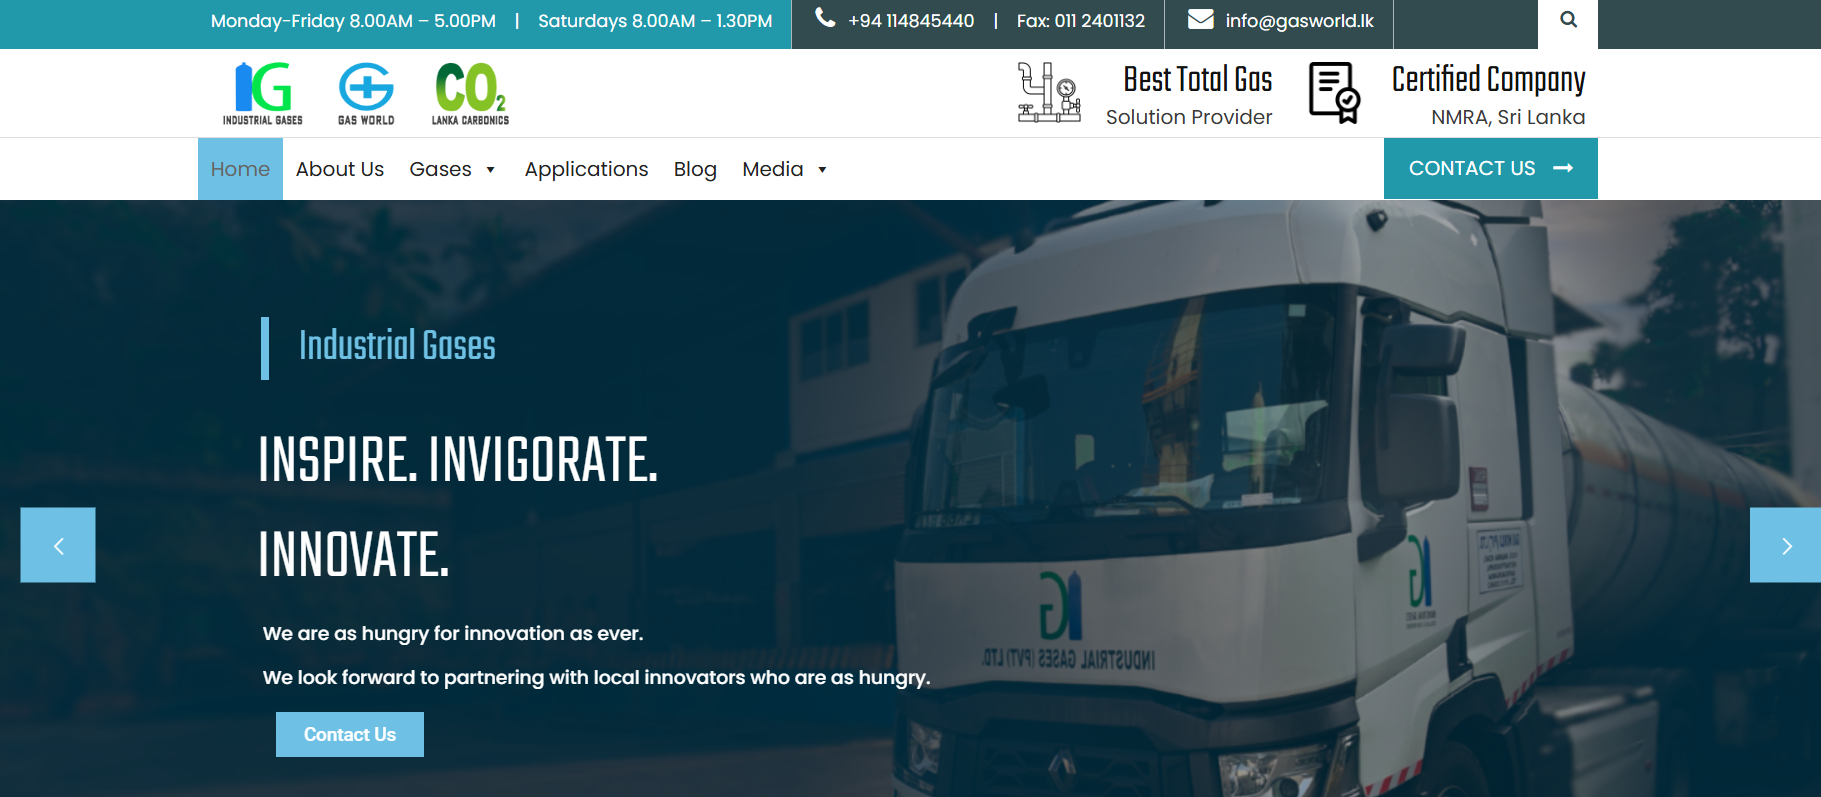 Monday-Friday 8.00AM – 5.00PM | Saturdays 8.00AM – 1.30PM
+94 114845440 | Fax: 011 2401132
info@gasworld.lk
IG
INDUSTRIAL GASES
G
GAS WORLD
CO2
LANKA CARBONICS
Best Total Gas
Solution Provider
Certified Company
NMRA, Sri Lanka
Home About Us Gases Applications Blog Media
CONTACT US
Industrial Gases
INSPIRE. INVIGORATE.
INNOVATE.
We are as hungry for innovation as ever.
We look forward to partnering with local innovators who are as hungry.
Contact Us
IG
INDUSTRIAL GASES (PVT) LTD.
IG